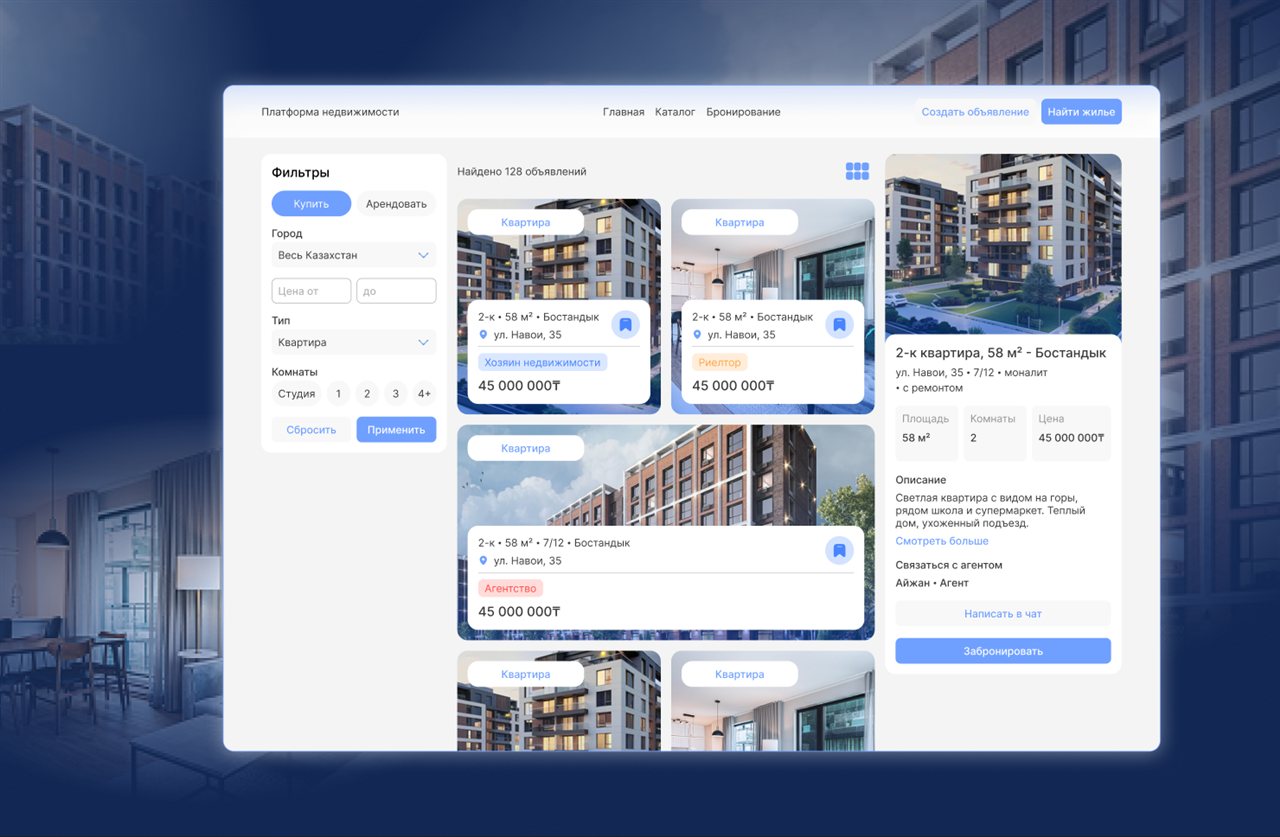 Платформа недвижимости
Главная Каталог Бронирование
Создать объявление
Найти жилье
Фильтры
Купить
Арендовать
Город
Весь Казахстан
Цена от
до
Тип
Квартира
Комнаты
Студия 1 2 3 4+
Сбросить
Применить
Найдено 128 объявлений
Квартира
2-к • 58 м² • Бостандык
ул. Навои, 35
Хозяин недвижимости
45 000 000₸
Квартира
2-к • 58 м² • Бостандык
ул. Навои, 35
Риелтор
45 000 000₸
Квартира
2-к • 58 м² • 7/12 • Бостандык
ул. Навои, 35
Агентство
45 000 000₸
Квартира
Квартира
2-к квартира, 58 м² - Бостандык
ул. Навои, 35 • 7/12 • моналит
• с ремонтом
Площадь
58 м²
Комнаты
2
Цена
45 000 000₸
Описание
Светлая квартира с видом на горы,
рядом школа и супермаркет. Теплый
дом, ухоженный подъезд.
Смотреть больше
Связаться с агентом
Айжан • Агент
Написать в чат
Забронировать